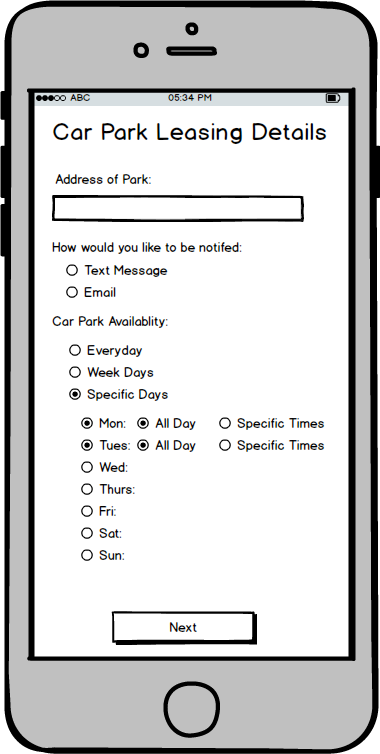 ABC 05:34 PM
Car Park Leasing Details
Address of Park:
How would you like to be notifed:
Text Message
Email
Car Park Availablity:
Everyday
Week Days
Specific Days
Mon: All Day Specific Times
Tues: All Day Specific Times
Wed:
Thurs:
Fri:
Sat:
Sun:
Next